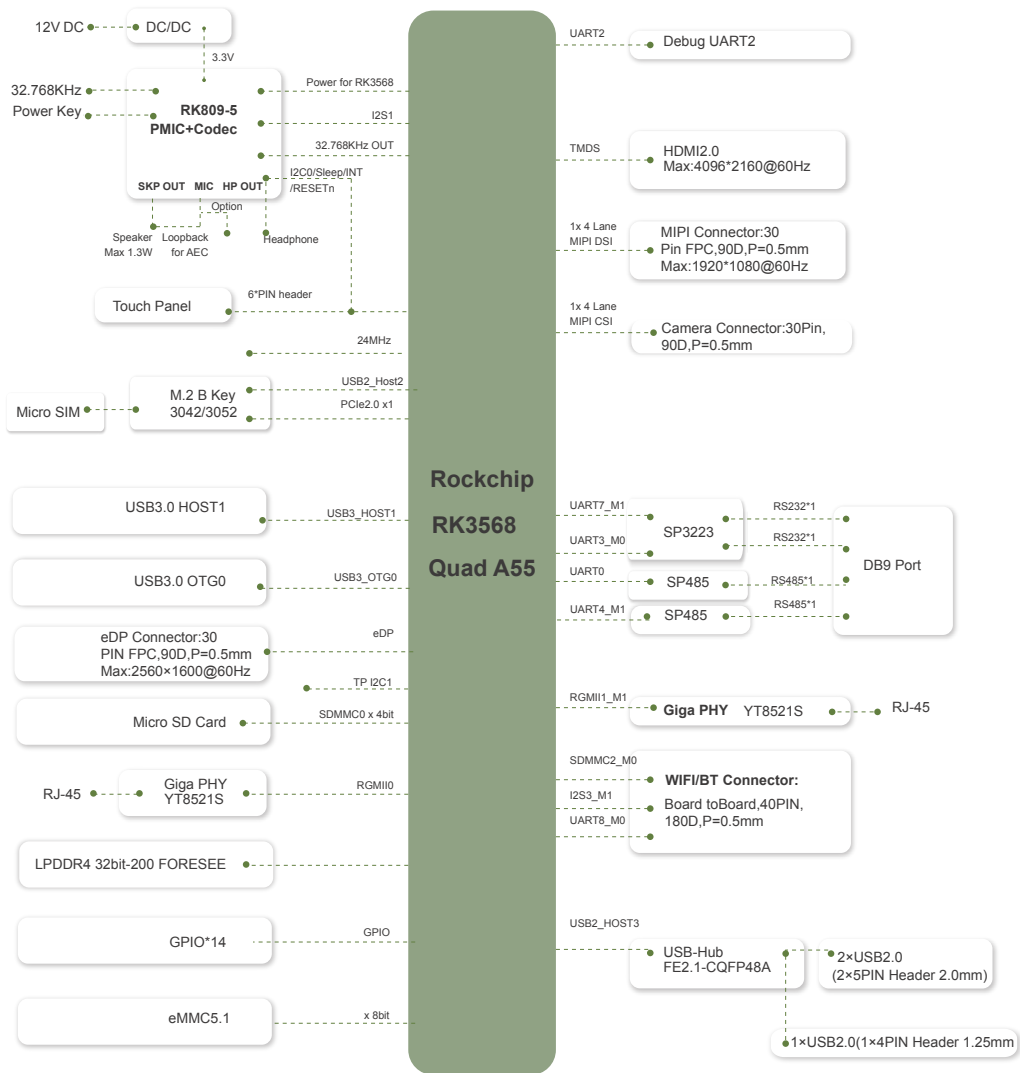 12V DC
DC/DC
3.3V
32.768KHz
Power Key
RK809-5
PMIC+Codec
SKP OUT MIC HP OUT
Option
Speaker
Max 1.3W
Loopback
for AEC
Headphone
Power for RK3568
I2S1
32.768KHz OUT
I2C0/Sleep/INT
/RESETn
Touch Panel
6*PIN header
24MHz
Micro SIM
M.2 B Key
3042/3052
USB2_Host2
PCIe2.0 x1
USB3.0 HOST1
USB3_HOST1
USB3.0 OTG0
USB3_OTG0
eDP Connector:30
PIN FPC,90D,P=0.5mm
Max:2560×1600@60Hz
eDP
TP I2C1
Micro SD Card
SDMMC0 x 4bit
RJ-45
Giga PHY
YT8521S
RGMII0
LPDDR4 32bit-200 FORESEE
GPIO*14
GPIO
eMMC5.1
x 8bit
Rockchip
RK3568
Quad A55
UART2
Debug UART2
TMDS
HDMI2.0
Max:4096*2160@60Hz
1x 4 Lane
MIPI DSI
MIPI Connector:30
Pin FPC,90D,P=0.5mm
Max:1920*1080@60Hz
1x 4 Lane
MIPI CSI
Camera Connector:30Pin,
90D,P=0.5mm
UART7_M1
UART3_M0
SP3223
RS232*1
RS232*1
UART0
SP485
RS485*1
UART4_M1
SP485
RS485*1
DB9 Port
RGMII1_M1
Giga PHY YT8521S
RJ-45
SDMMC2_M0
I2S3_M1
UART8_M0
WIFI/BT Connector:
Board toBoard,40PIN,
180D,P=0.5mm
USB2_HOST3
USB-Hub
FE2.1-CQFP48A
2×USB2.0
(2×5PIN Header 2.0mm)
1×USB2.0(1×4PIN Header 1.25mm